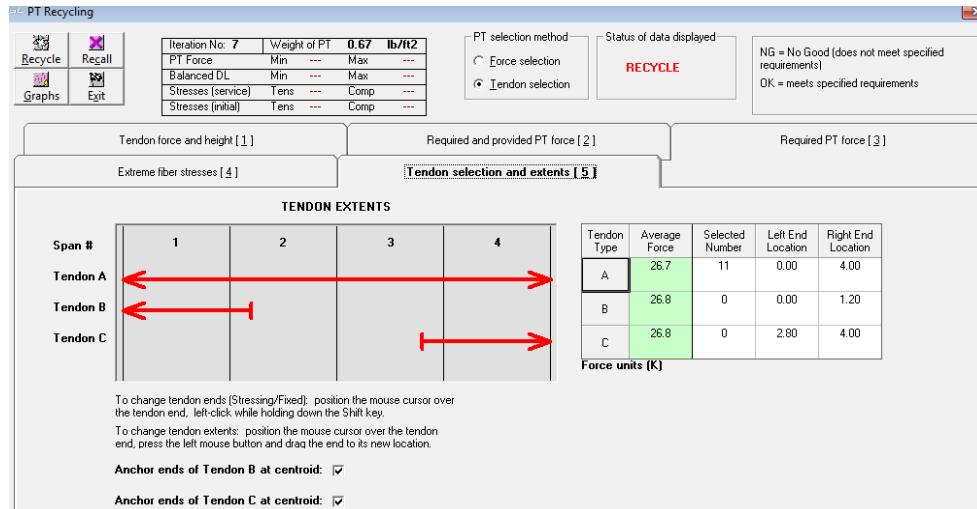 PT Recycling
Recycle Recall
Graphs Exit
Iteration No: 7 Weight of PT 0.67 lb/ft2
PT Force Min --- Max ---
Balanced DL Min --- Max ---
Stresses (service) Tens --- Comp ---
Stresses (initial) Tens --- Comp ---
PT selection method
Force selection
Tendon selection
Status of data displayed
RECYCLE
NG = No Good (does not meet specified
requirements)
OK = meets specified requirements
Tendon force and height [ 1 ]
Required and provided PT force [ 2 ]
Required PT force [ 3 ]
Extreme fiber stresses [ 4 ]
Tendon selection and extents [ 5 ]
TENDON EXTENTS
Span # 1 2 3 4
Tendon A
Tendon B
Tendon C
Tendon Type Average Force Selected Number Left End Location Right End Location
A 26.7 11 0.00 4.00
B 26.8 0 0.00 1.20
C 26.8 0 2.80 4.00
Force units (K)
To change tendon ends (Stressing/Fixed): position the mouse cursor over
the tendon end, left-click while holding down the Shift key.
To change tendon extents: position the mouse cursor over the tendon
end, press the left mouse button and drag the end to its new location.
Anchor ends of Tendon B at centroid:
Anchor ends of Tendon C at centroid: